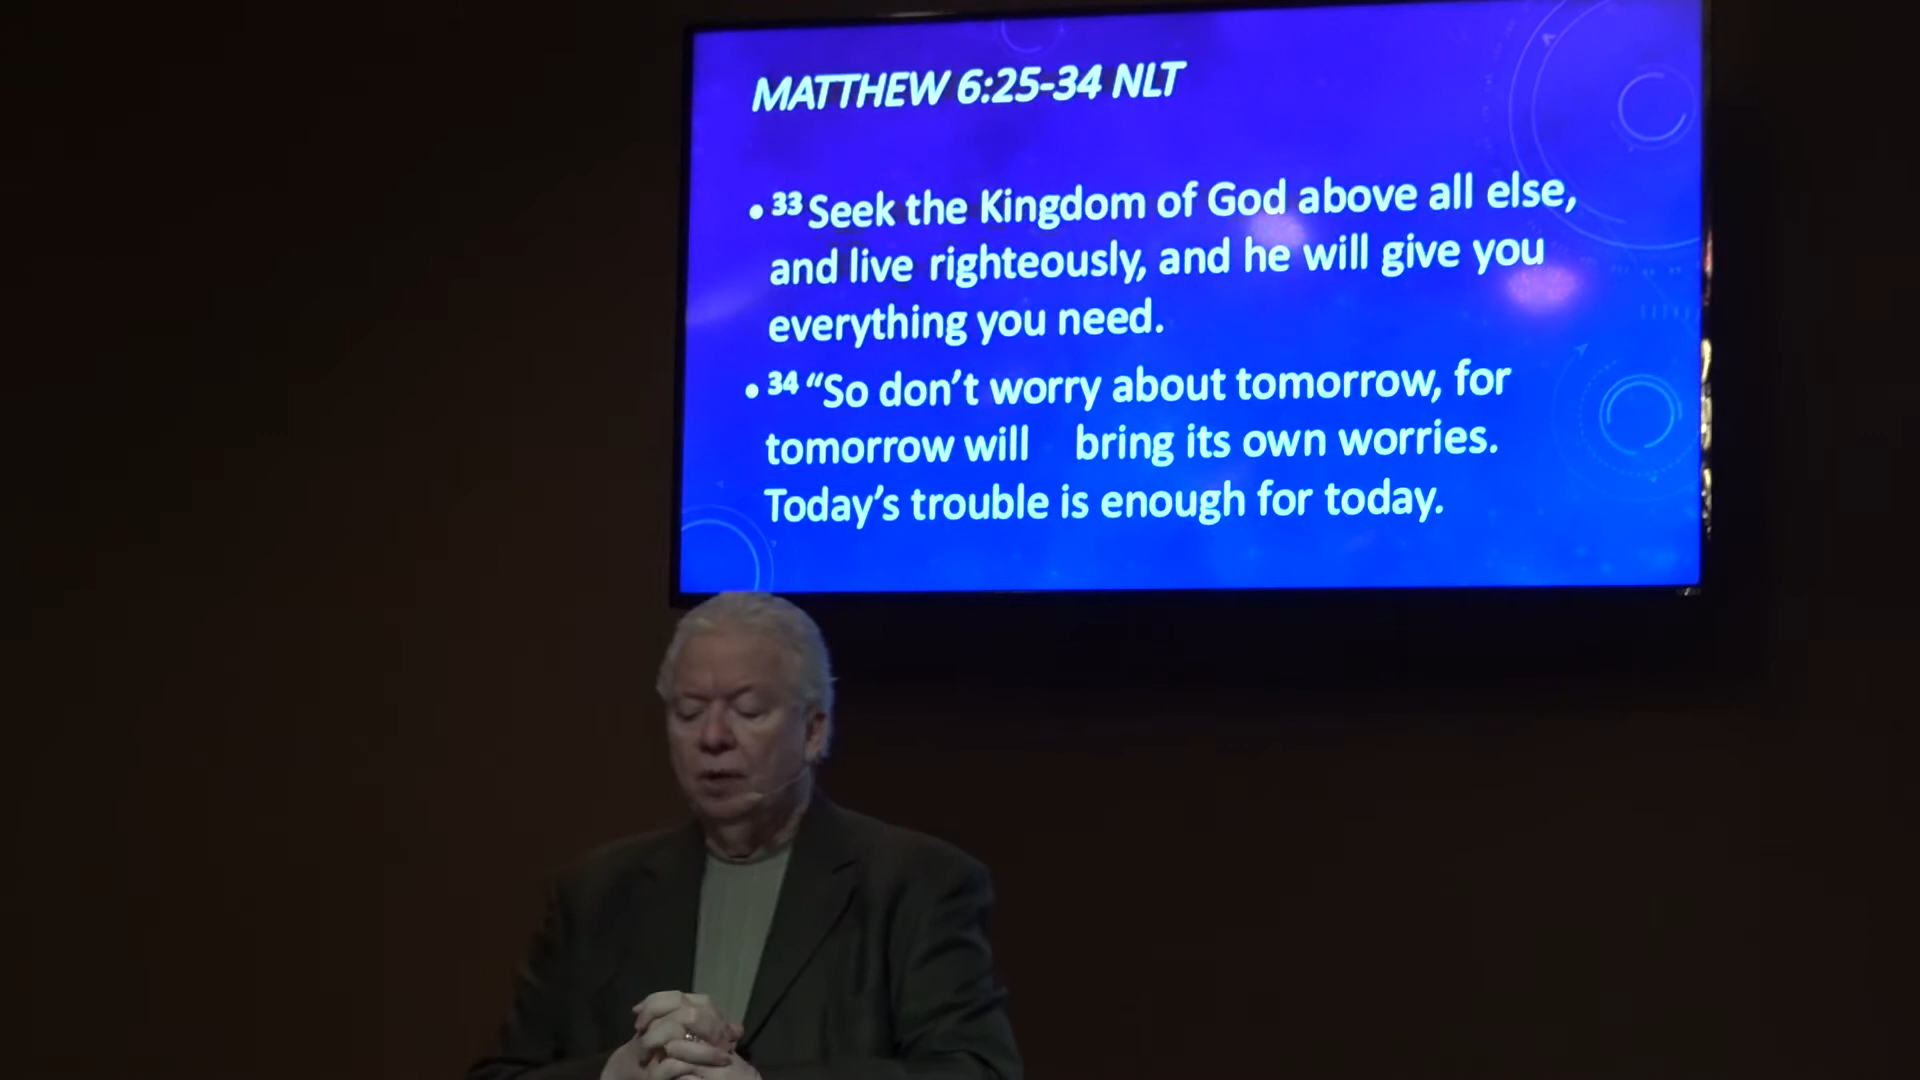 MATTHEW 6:25-34 NLT
• 33 Seek the Kingdom of God above all else,
and live righteously, and he will give you
everything you need.
• 34 “So don’t worry about tomorrow, for
tomorrow will bring its own worries.
Today’s trouble is enough for today.